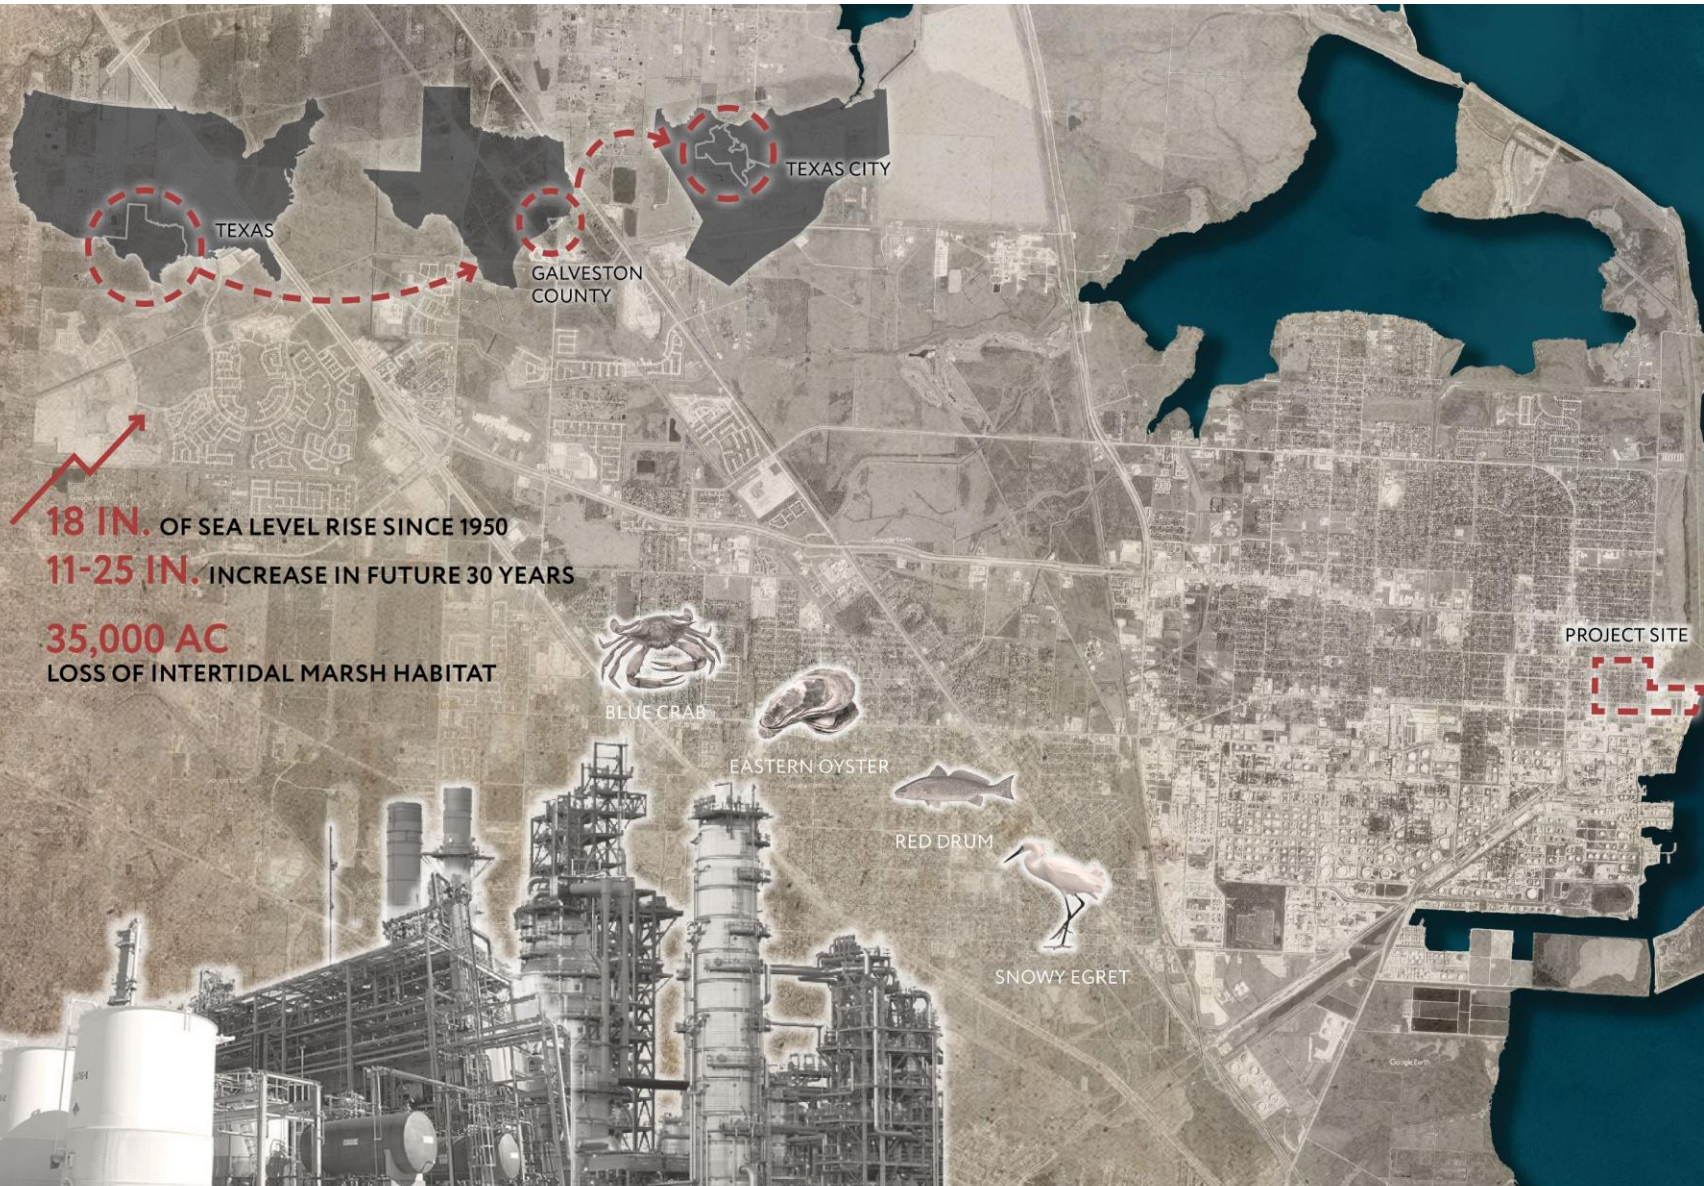 TEXAS
GALVESTON
COUNTY
TEXAS CITY
18 IN. OF SEA LEVEL RISE SINCE 1950
11-25 IN. INCREASE IN FUTURE 30 YEARS
35,000 AC
LOSS OF INTERTIDAL MARSH HABITAT
PROJECT SITE
BLUE CRAB
EASTERN OYSTER
RED DRUM
SNOWY EGRET
Google Earth